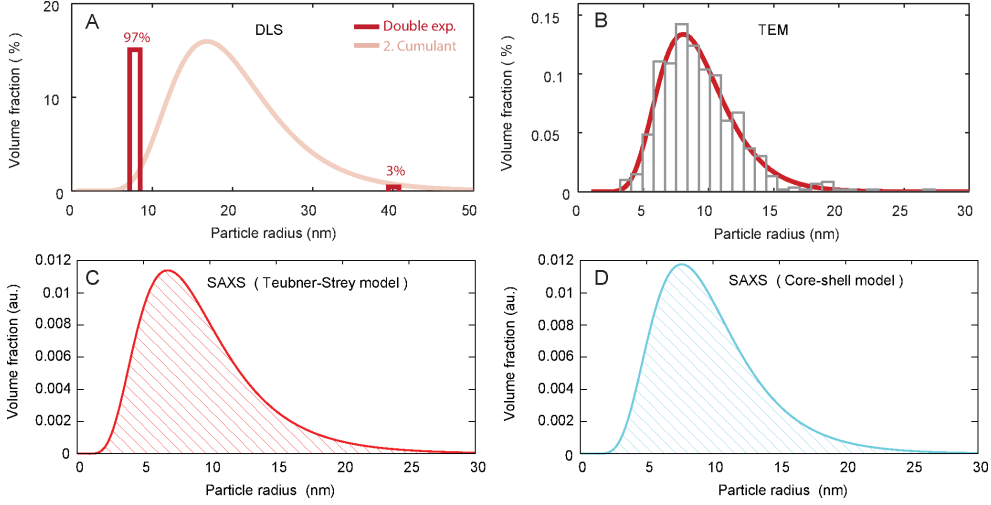 A
DLS
Double exp.
2. Cumulant
97%
3%
20
10
0
0 10 20 30 40 50
Volume fraction ( % )
Particle radius (nm)
B
TEM
0.15
0.1
0.05
0
0 5 10 15 20 25 30
Volume fraction ( % )
Particle radius (nm)
C
SAXS ( Teubner-Strey model )
0.012
0.01
0.008
0.006
0.004
0.002
0
0 5 10 15 20 25 30
Volume fraction (au.)
Particle radius (nm)
D
SAXS ( Core-shell model )
0.012
0.01
0.008
0.006
0.004
0.002
0
0 5 10 15 20 25 30
Volume fraction (au.)
Particle radius (nm)